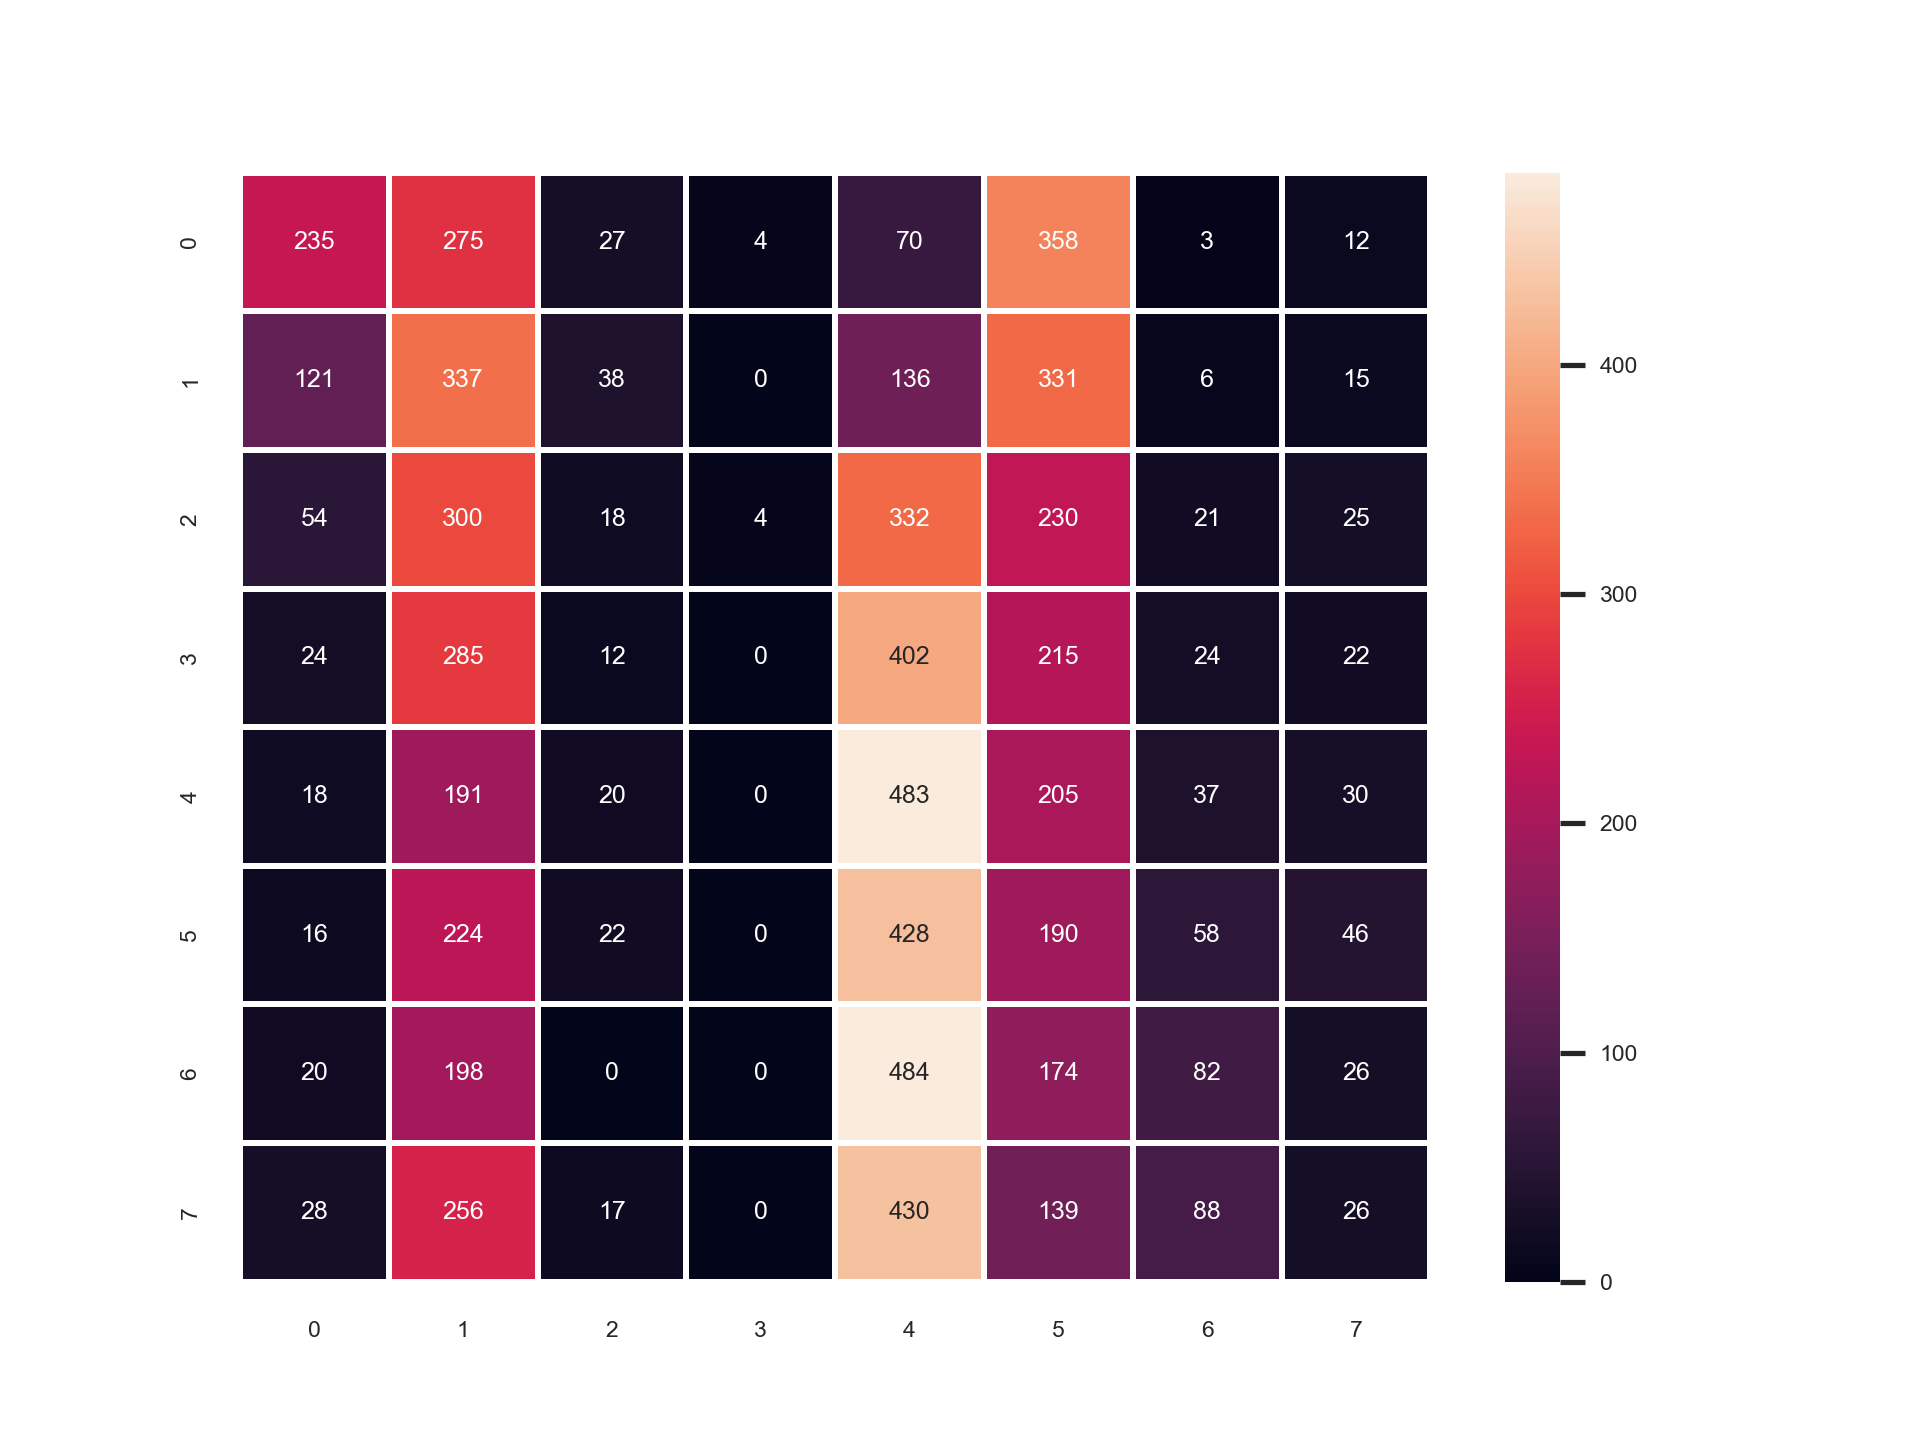 0 235 275 27 4 70 358 3 12
400
1 121 337 38 0 136 331 6 15
2 54 300 18 4 332 230 21 25
300
3 24 285 12 0 402 215 24 22
4 18 191 20 0 483 205 37 30
200
5 16 224 22 0 428 190 58 46
100
6 20 198 0 0 484 174 82 26
7 28 256 17 0 430 139 88 26
0
0 1 2 3 4 5 6 7